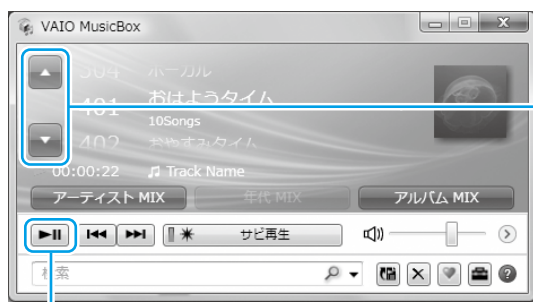 VAIO MusicBox
304 ボーカル
401 おはようタイム
10Songs
402 おやすみタイム
00:00:22 ♫ Track Name
アーティスト MIX 年代 MIX アルバム MIX
サビ再生
検索